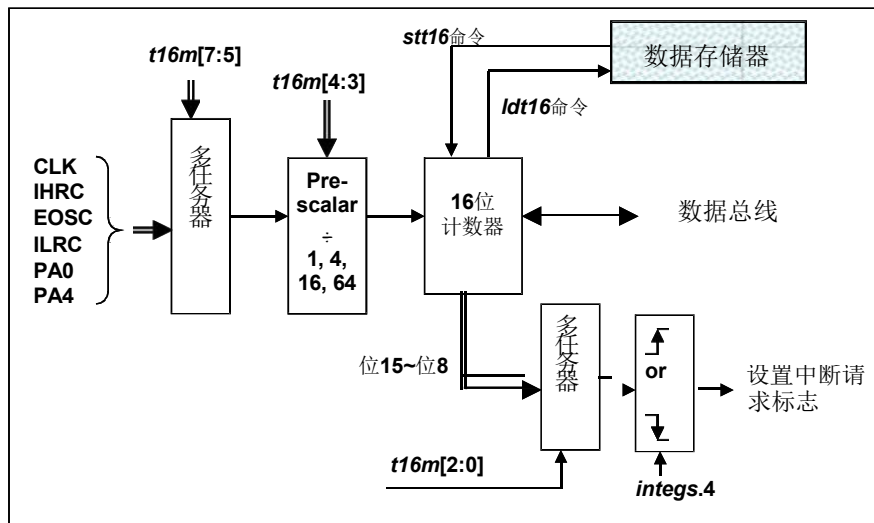 stt16命令
数据存储器
t16m[7:5]
t16m[4:3]
ldt16命令
CLK
IHRC
EOSC
ILRC
PA0
PA4
多任务器
Pre-
scalar
÷
1, 4,
16, 64
16位
计数器
数据总线
位15~位8
多任务器
or
设置中断请
求标志
t16m[2:0]
integs.4